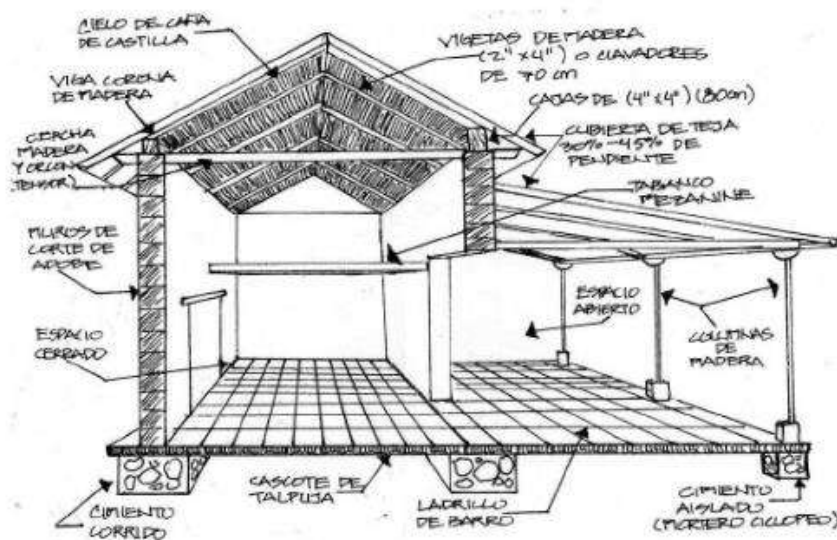 CIELO DE CAÑA
DE CASTILLA
VIGETAS DE MADERA
(2" x 4") O CLAVADORES
DE 70 cm
VIGA CORONA
DE MADERA
CAJAS DE (4" x 4") (80cm)
CERCHA
MADERA
Y
TENSOR)
CUBIERTA DE TEJA
30% - 45% DE
PENDIENTE
TABANCO
MEZANINE
MUROS DE
CORTE DE
ADOBE
ESPACIO
ABIERTO
COLUMNAS
DE
MADERA
ESPACIO
CERRADO
CASCOTE DE
TALPUJA
LADRILLO
DE BARRO
CIMIENTO
CORRIDO
CIMIENTO
AISLADO
(MORTERO CICLOPEO)